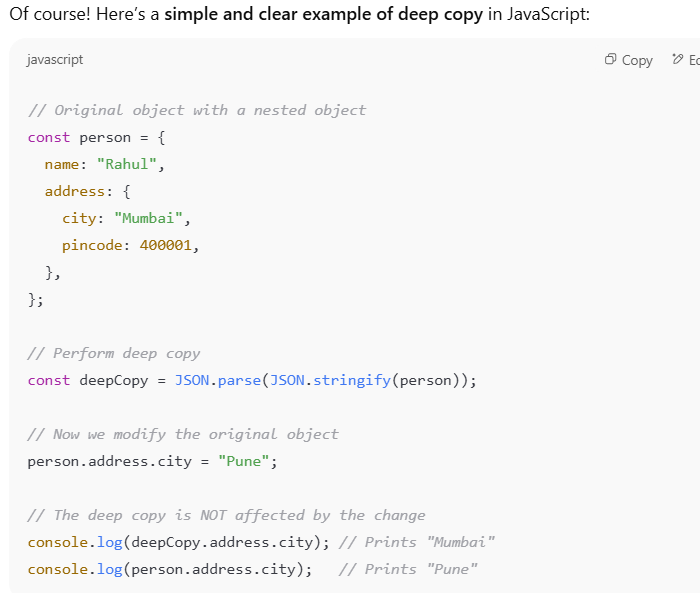 Of course! Here’s a simple and clear example of deep copy in JavaScript:
javascript
Copy
Ec
// Original object with a nested object
const person = {
  name: "Rahul",
  address: {
    city: "Mumbai",
    pincode: 400001,
  },
};
// Perform deep copy
const deepCopy = JSON.parse(JSON.stringify(person));
// Now we modify the original object
person.address.city = "Pune";
// The deep copy is NOT affected by the change
console.log(deepCopy.address.city); // Prints "Mumbai"
console.log(person.address.city);   // Prints "Pune"